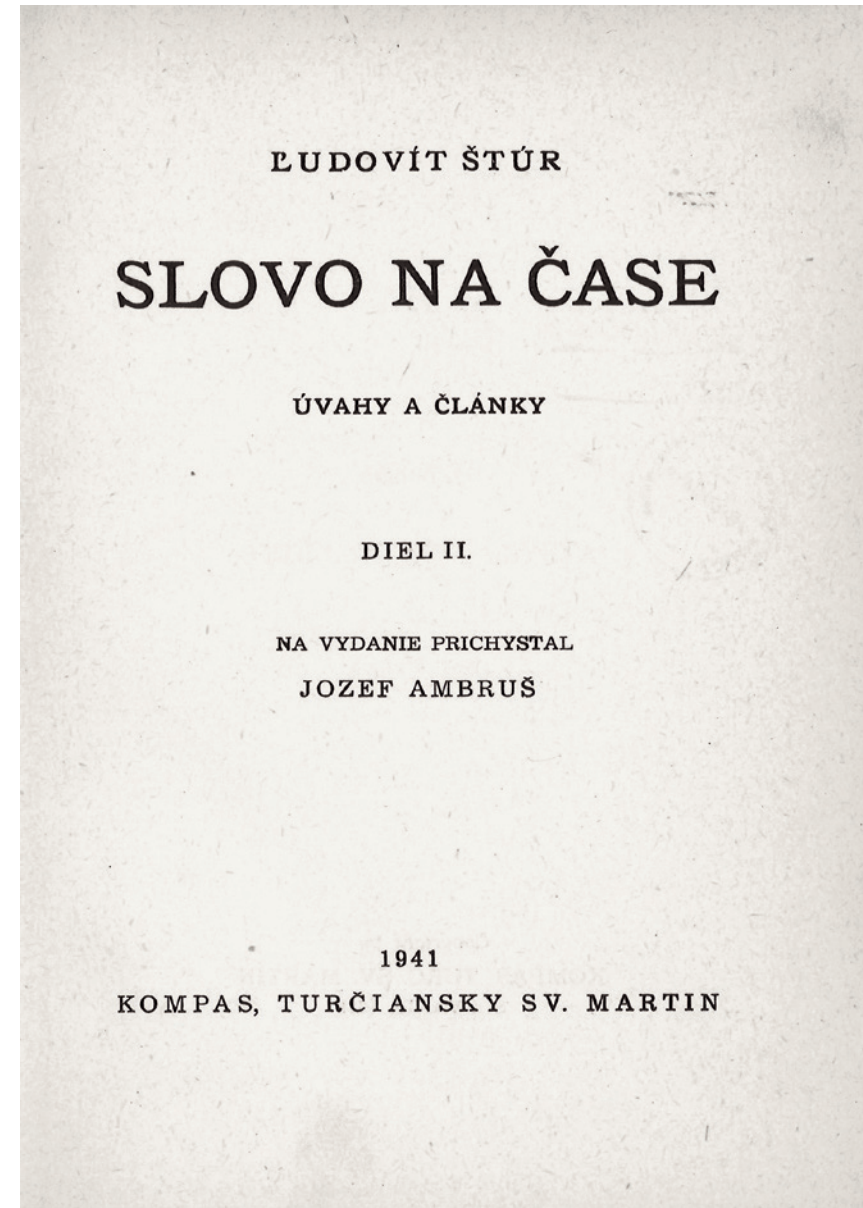 ĽUDOVÍT ŠTÚR
SLOVO NA ČASE
ÚVAHY A ČLÁNKY
DIEL II.
NA VYDANIE PRICHYSTAL
JOZEF AMBRUŠ
1941
KOMPAS, TURČIANSKY SV. MARTIN